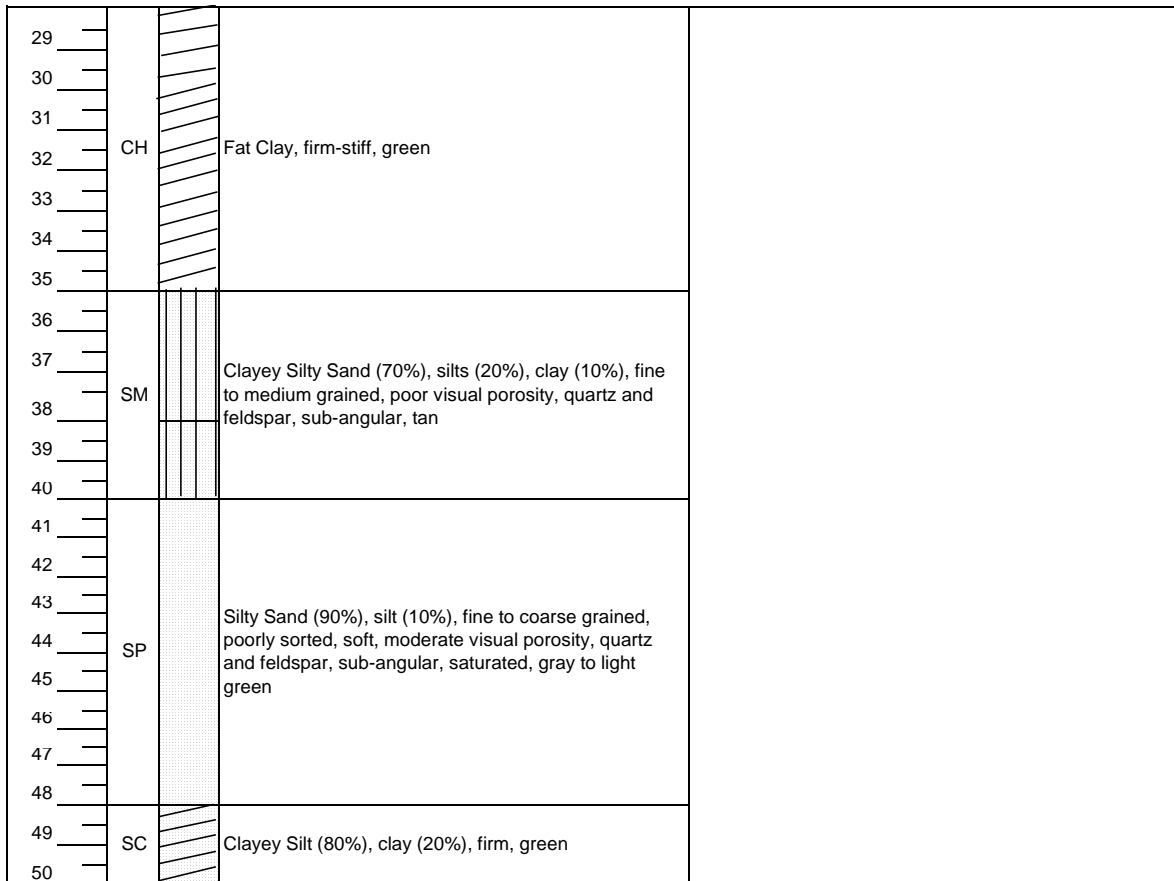 29
30
31
32
33
34
35
CH
Fat Clay, firm-stiff, green
36
37
38
39
40
SM
Clayey Silty Sand (70%), silts (20%), clay (10%), fine
to medium grained, poor visual porosity, quartz and
feldspar, sub-angular, tan
41
42
43
44
45
46
47
48
SP
Silty Sand (90%), silt (10%), fine to coarse grained,
poorly sorted, soft, moderate visual porosity, quartz
and feldspar, sub-angular, saturated, gray to light
green
49
50
SC
Clayey Silt (80%), clay (20%), firm, green